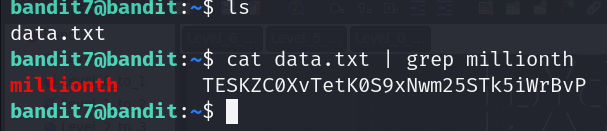 bandit7@bandit:~$ ls
data.txt
bandit7@bandit:~$ cat data.txt | grep millionth
millionth	TESKZC0XvTetK0S9xNwm25STk5iWrBvP
bandit7@bandit:~$